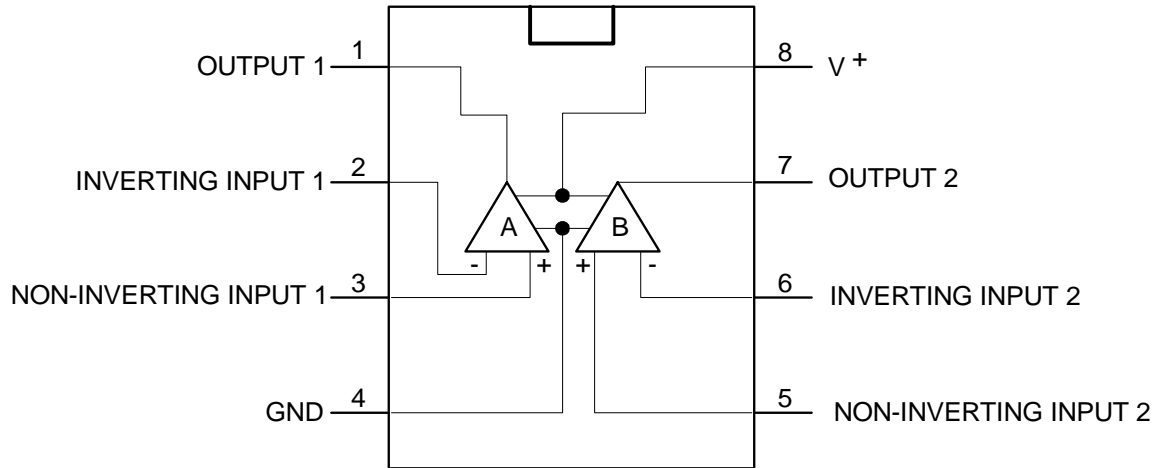 OUTPUT 1 1
8 V +
INVERTING INPUT 1 2
7 OUTPUT 2
A B
- + + -
NON-INVERTING INPUT 1 3
6 INVERTING INPUT 2
GND 4
5 NON-INVERTING INPUT 2